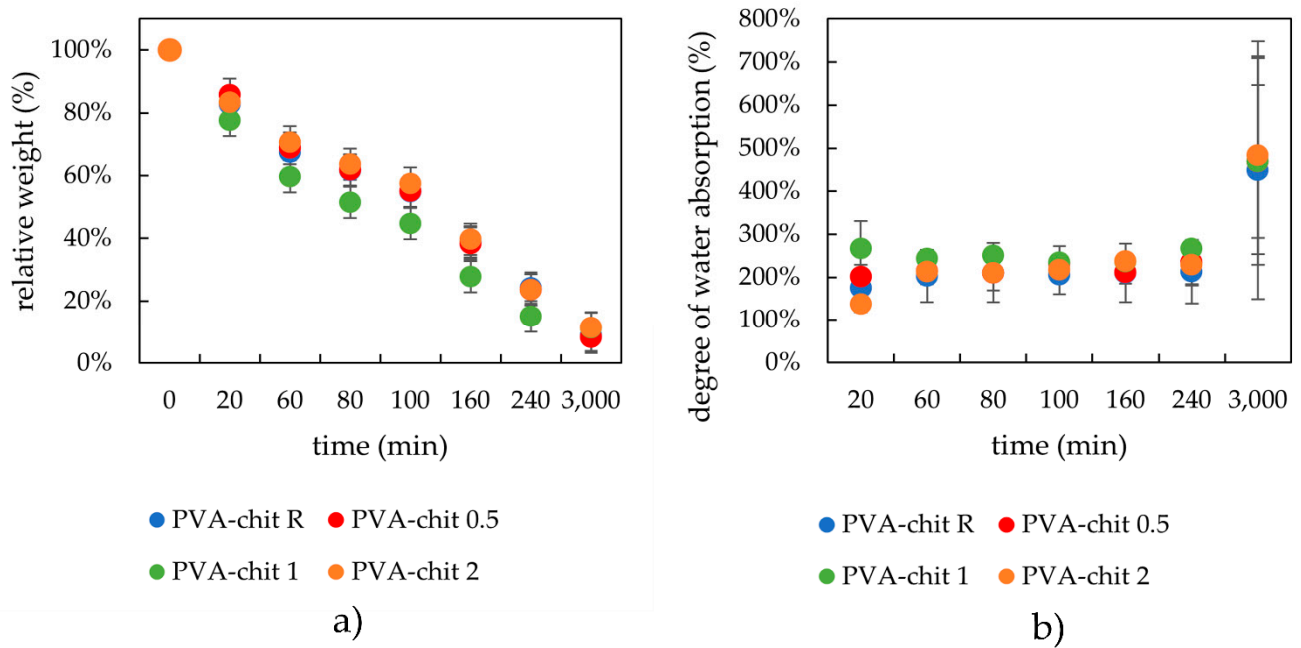 relative weight (%)
100%
80%
60%
40%
20%
0%
0 20 60 80 100 160 240 3,000
time (min)
PVA-chit R PVA-chit 0.5
PVA-chit 1 PVA-chit 2
a)
degree of water absorption (%)
800%
700%
600%
500%
400%
300%
200%
100%
0%
20 60 80 100 160 240 3,000
time (min)
PVA-chit R PVA-chit 0.5
PVA-chit 1 PVA-chit 2
b)